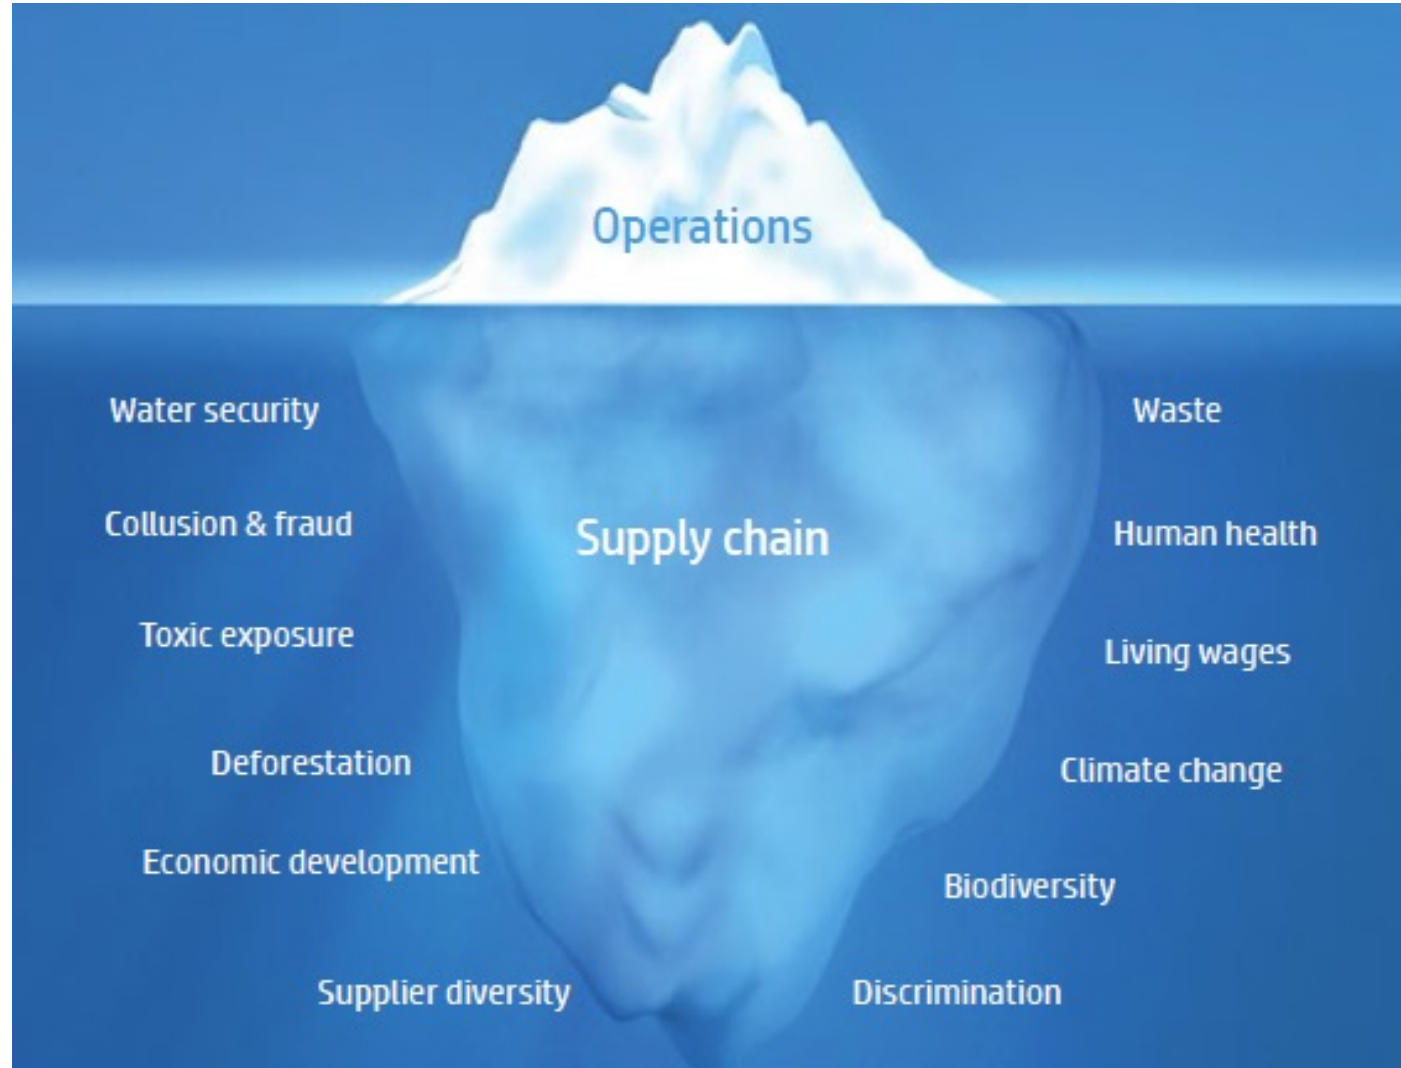 Operations
Water security
Waste
Collusion & fraud
Supply chain
Human health
Toxic exposure
Living wages
Deforestation
Climate change
Economic development
Biodiversity
Supplier diversity
Discrimination